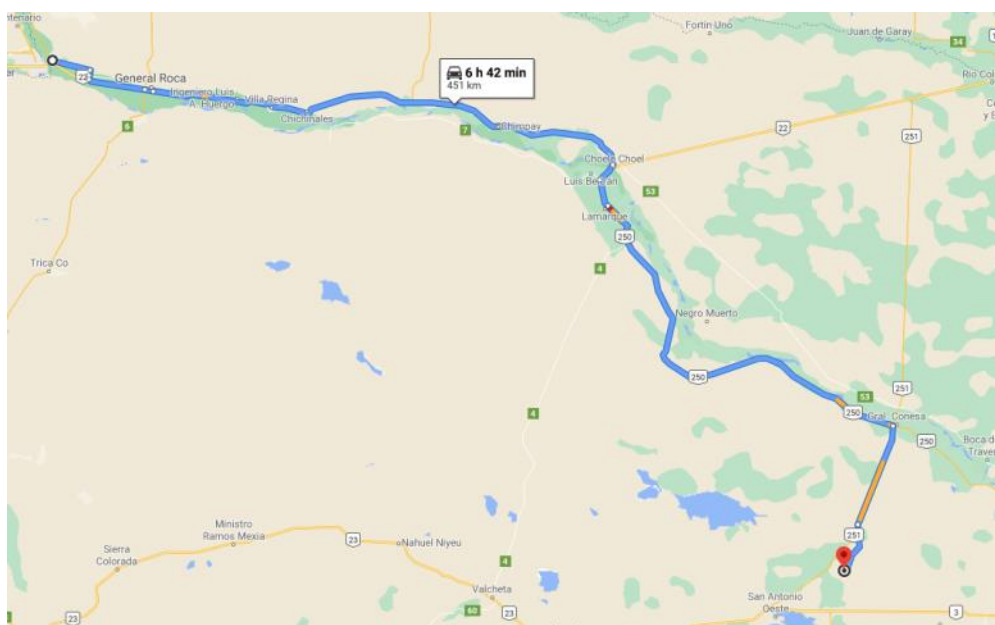 Centenario
Fortín Uno
Juan de Garay
34
6 h 42 min
451 km
Río Col
22
General Roca
Ingeniero Luis
A. Huergo
Villa Regina
Chichinales
6
7
Chimpay
22
251
Choele Choel
Luis Beltrán
53
Lamarque
250
4
Trica Co
Negro Muerto
250
251
53
250
Gral. Conesa
250
Boca de
Travers
4
Ministro
Ramos Mexia
23
Nahuel Niyeu
251
Sierra
Colorada
4
Valcheta
San Antonio
Oeste
23
60
23
3